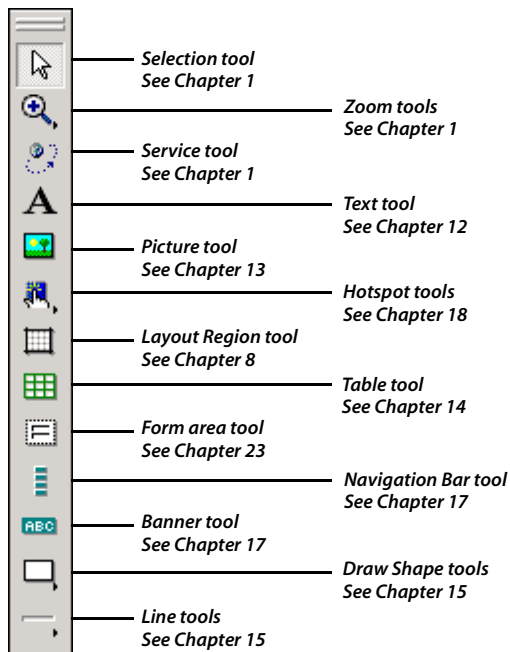 Selection tool
See Chapter 1
Zoom tools
See Chapter 1
Service tool
See Chapter 1
A
Text tool
See Chapter 12
Picture tool
See Chapter 13
Hotspot tools
See Chapter 18
Layout Region tool
See Chapter 8
Table tool
See Chapter 14
Form area tool
See Chapter 23
Navigation Bar tool
See Chapter 17
ABC
Banner tool
See Chapter 17
Draw Shape tools
See Chapter 15
Line tools
See Chapter 15